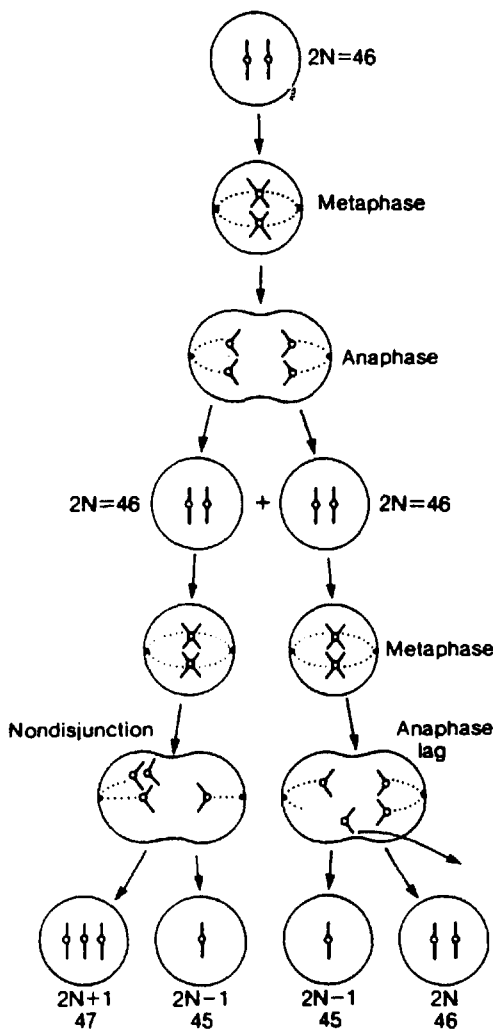 2N=46
Metaphase
Anaphase
2N=46
+
2N=46
Metaphase
Nondisjunction
Anaphase
lag
2N+1
47
2N−1
45
2N−1
45
2N
46